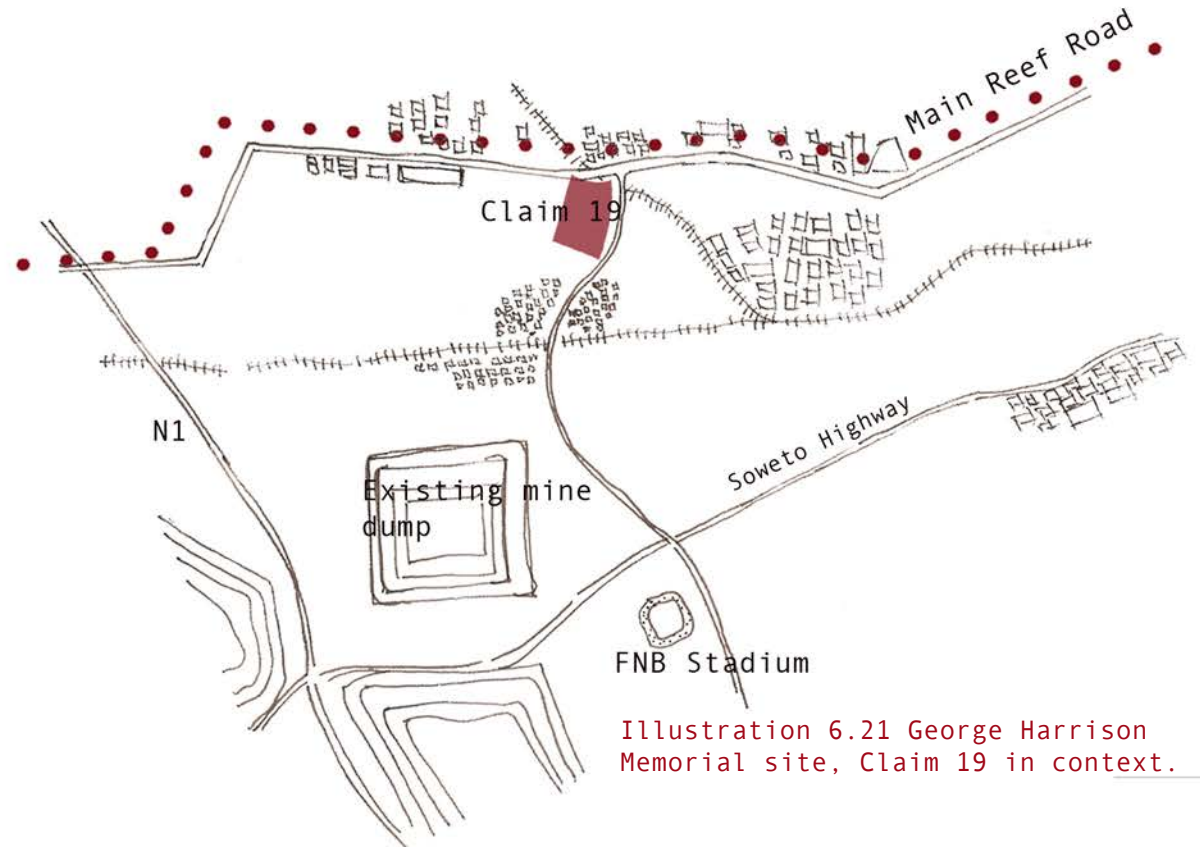 Main Reef Road
Claim 19
N1
Existing mine
dump
Soweto Highway
FNB Stadium
Illustration 6.21 George Harrison
Memorial site, Claim 19 in context.